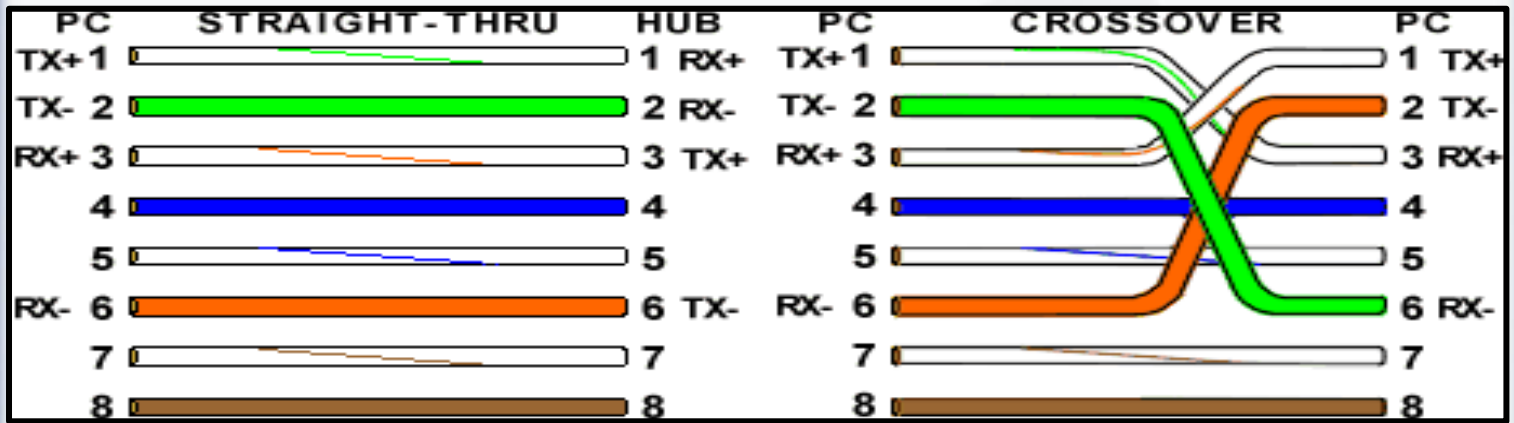 PC STRAIGHT-THRU HUB PC CROSSOVER PC
TX+ 1 1 RX+ TX+ 1 1 TX+
TX- 2 2 RX- TX- 2 2 TX-
RX+ 3 3 TX+ RX+ 3 3 RX+
4 4 4 4
5 5 5 5
RX- 6 6 TX- RX- 6 6 RX-
7 7 7 7
8 8 8 8